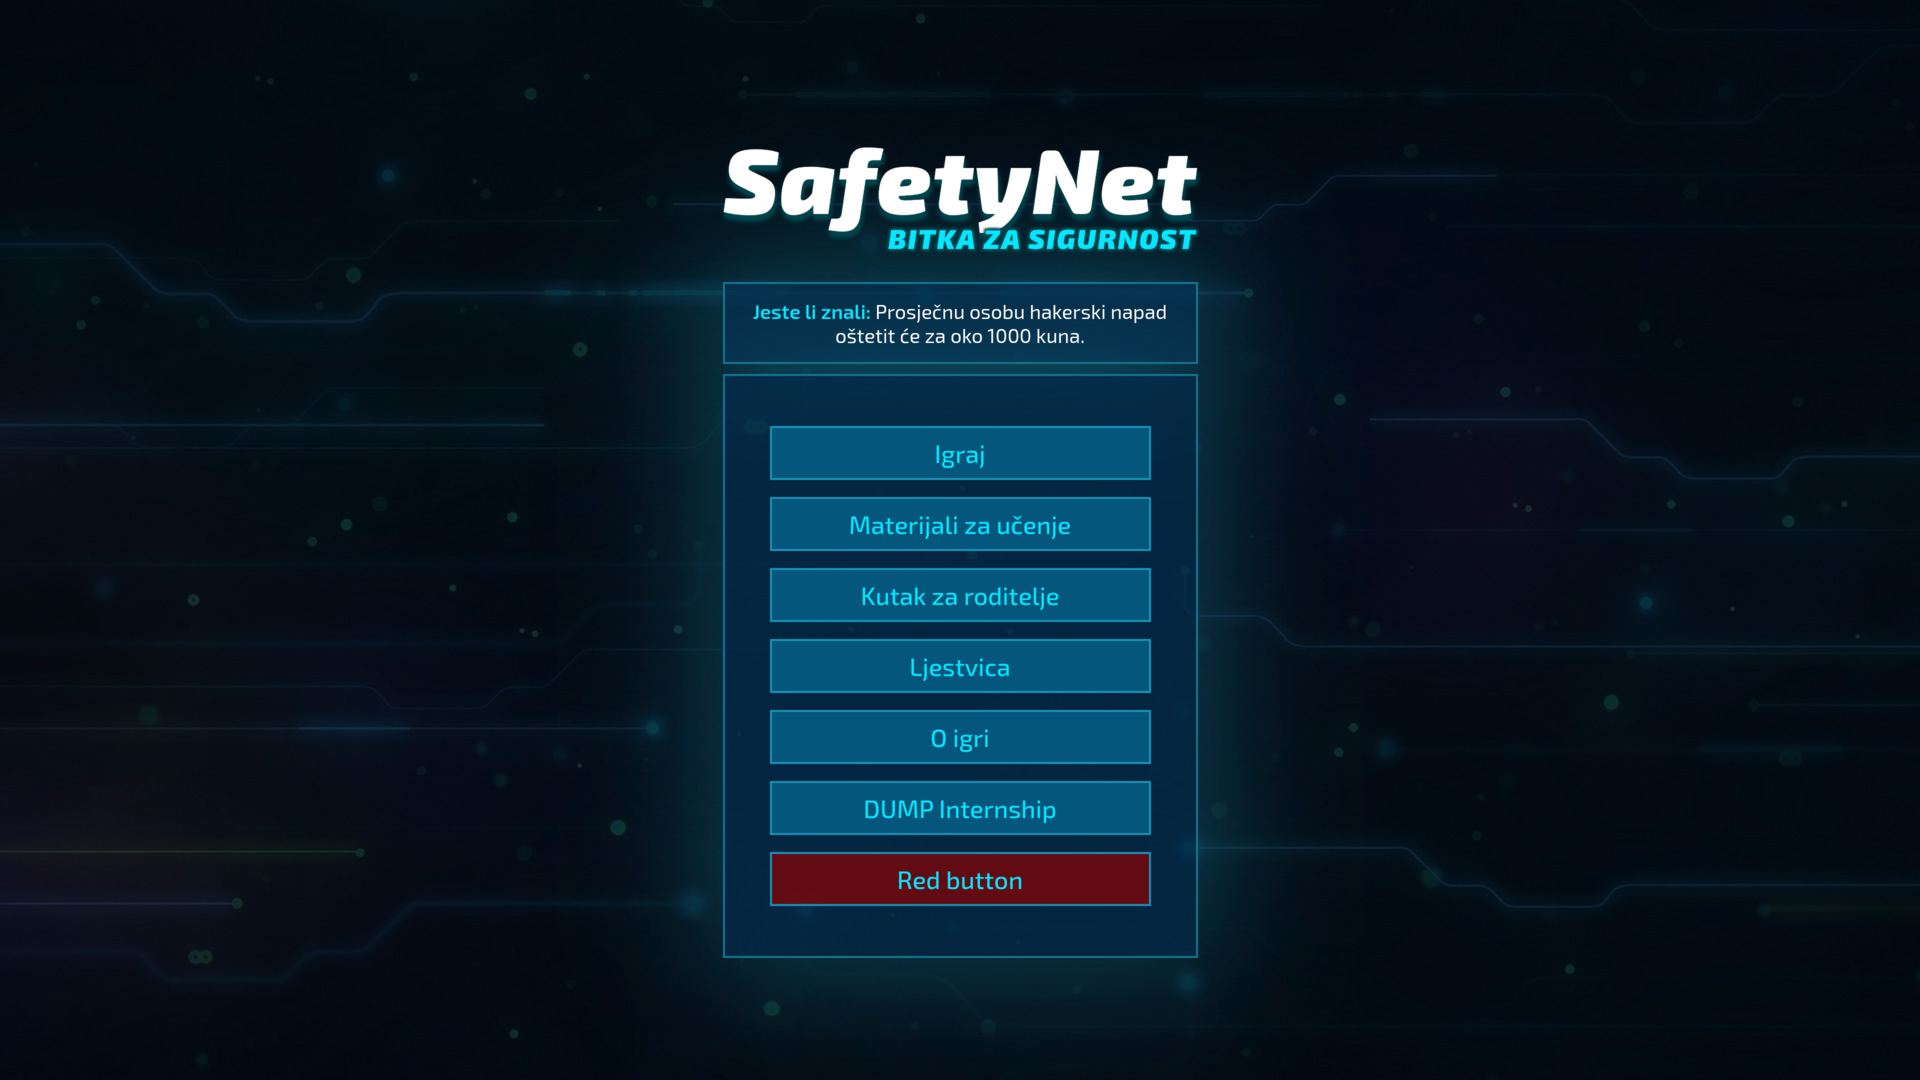 SafetyNet
BITKA ZA SIGURNOST
Jeste li znali: Prosječnu osobu hakerski napad
oštetit će za oko 1000 kuna.
Igraj
Materijali za učenje
Kutak za roditelje
Ljestvica
O igri
DUMP Internship
Red button